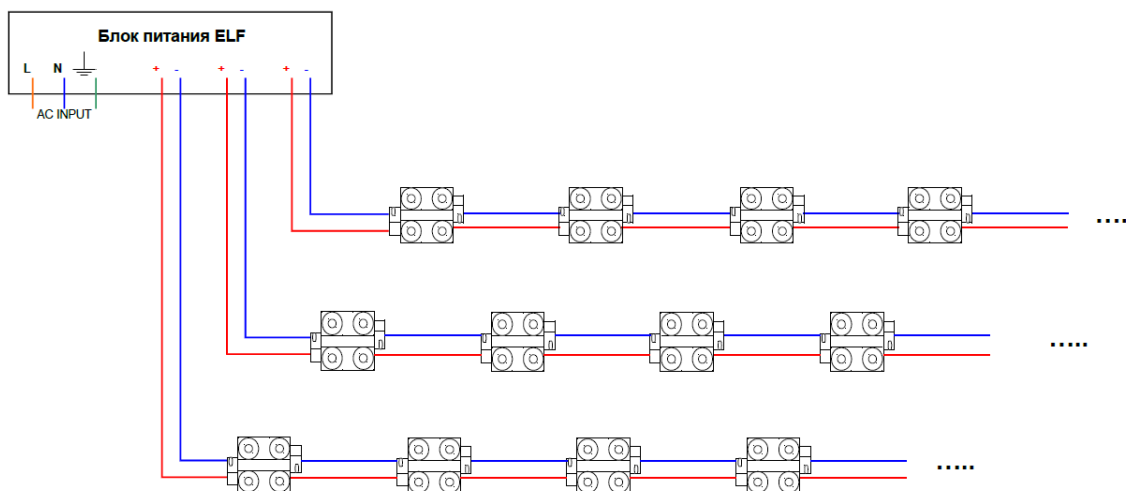 Блок питания ELF
L N + - + - + -
AC INPUT
.....
.....
.....